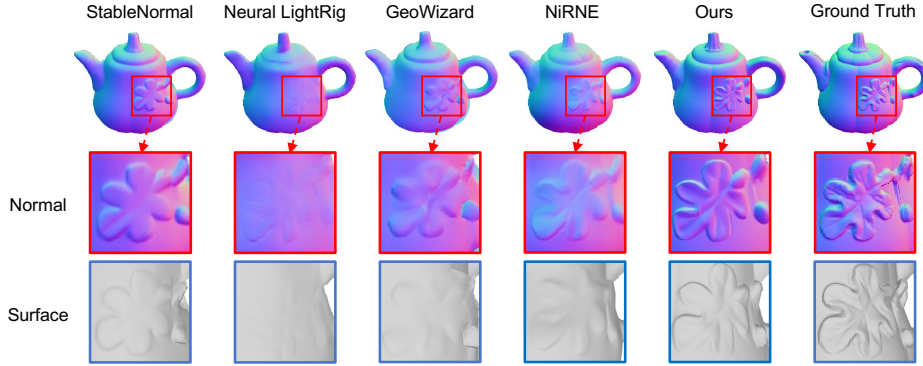 StableNormal Neural LightRig GeoWizard NiRNE Ours Ground Truth
Normal
Surface